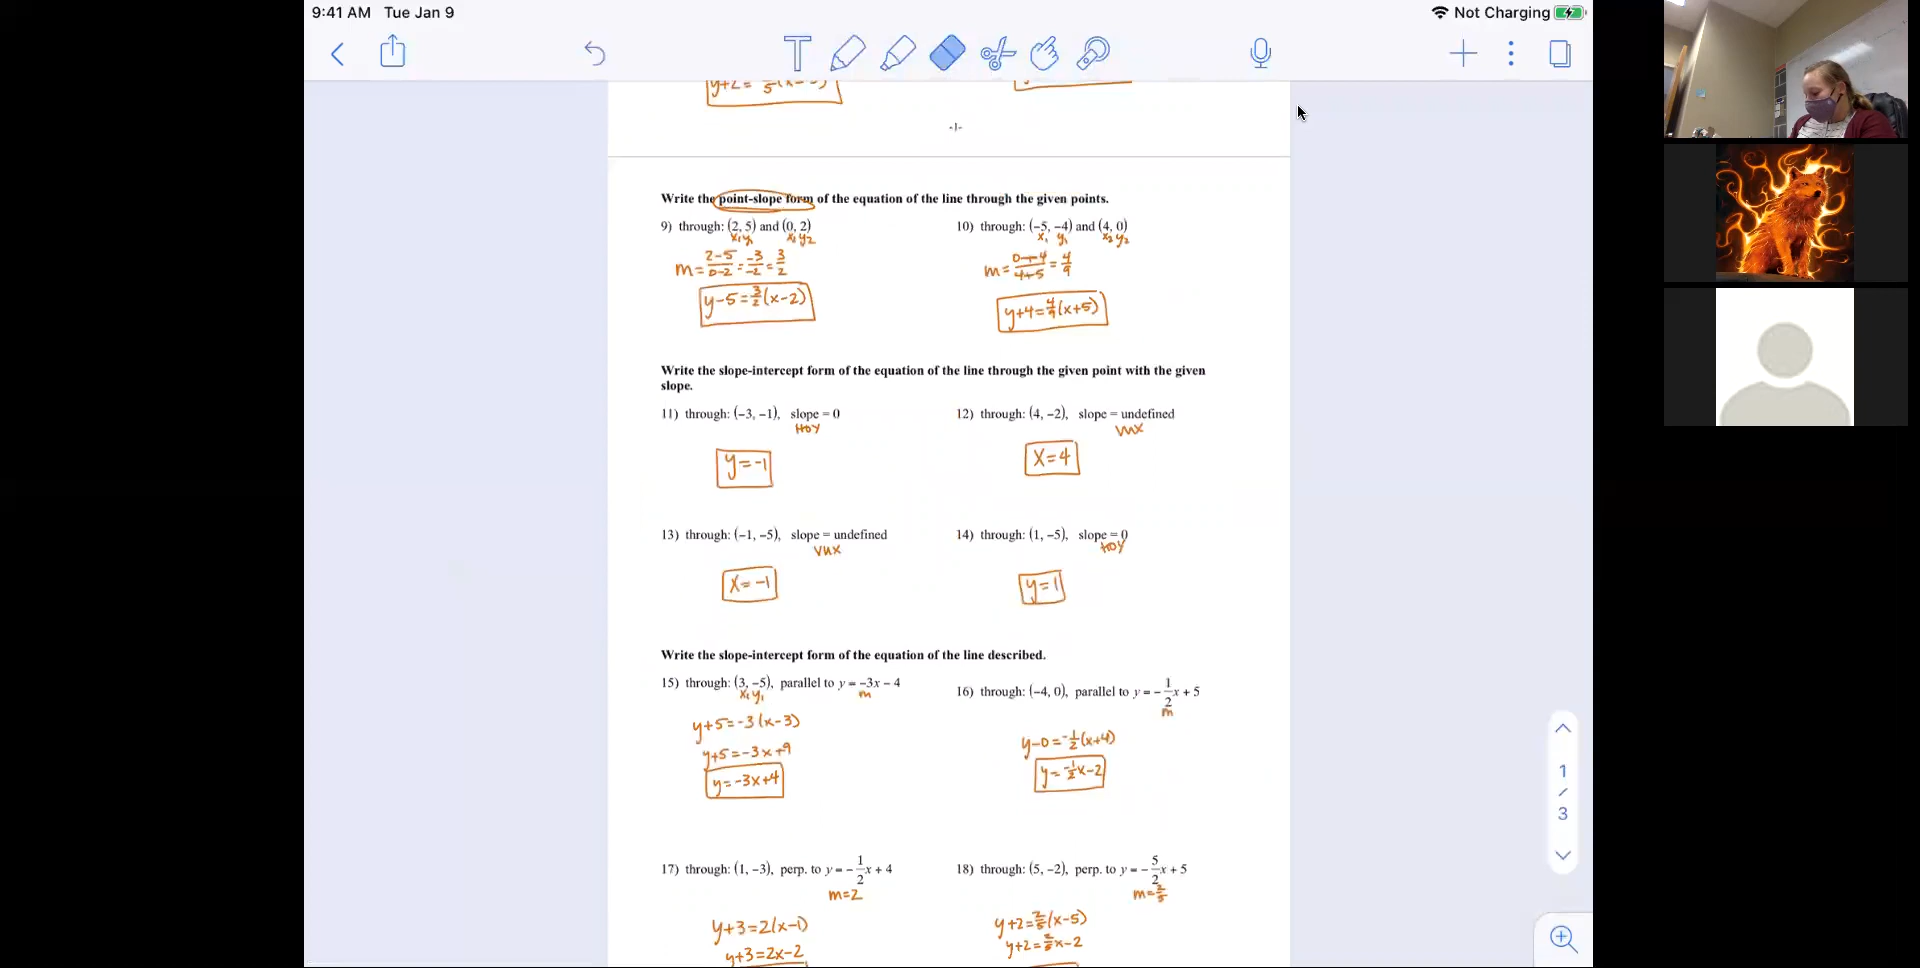 9:41 AM Tue Jan 9
Not Charging
T
-1-
Write the point-slope form of the equation of the line through the given points.
9) through: (2, 5) and (0, 2)
x₁ y₁ x₂ y₂
m = 2-5/0-2 = -3/-2 = 3/2
y-5 = 3/2(x-2)
10) through: (−5, −4) and (4, 0)
x₁ y₁ x₂ y₂
m = 0+4/4+5 = 4/9
y+4 = 4/9(x+5)
Write the slope-intercept form of the equation of the line through the given point with the given
slope.
11) through: (−3, −1), slope = 0
HOY
y = -1
12) through: (4, −2), slope = undefined
VUX
x = 4
13) through: (−1, −5), slope = undefined
VUX
x = -1
14) through: (1, −5), slope = 0
HOY
y = 1
Write the slope-intercept form of the equation of the line described.
15) through: (3, −5), parallel to y = −3x − 4
x₁ y₁ m
y+5 = -3(x-3)
y+5 = -3x+9
y = -3x+4
16) through: (−4, 0), parallel to y = −1/2x + 5
m
y-0 = -1/2(x+4)
y = -1/2x-2
17) through: (1, −3), perp. to y = −1/2x + 4
m=2
y+3 = 2(x-1)
y+3 = 2x-2
18) through: (5, −2), perp. to y = −5/2x + 5
m = 2/5
y+2 = 2/5(x-5)
y+2 = 2/5x-2
1
/
3